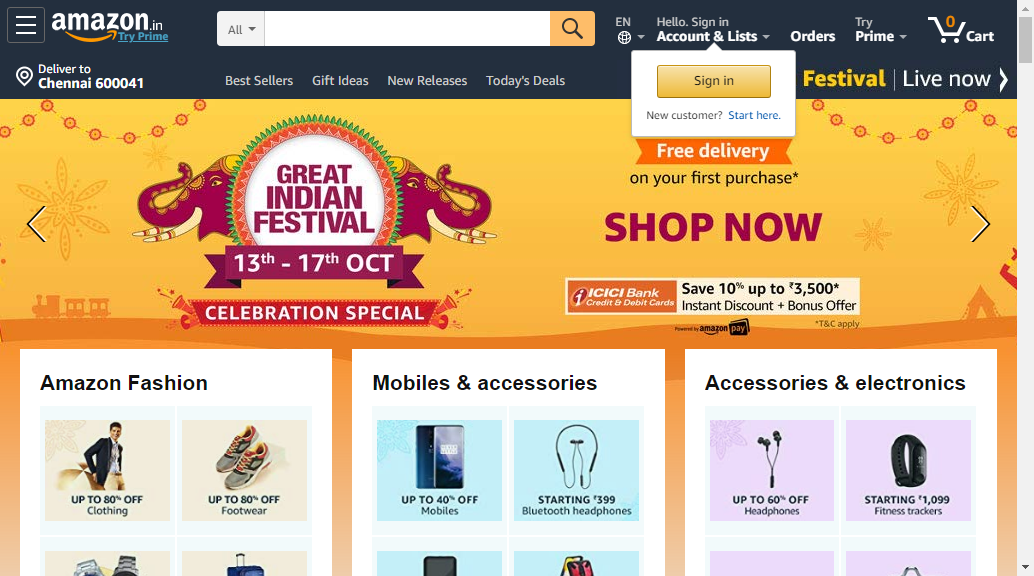 amazon.in
Try Prime
All
EN
Hello. Sign in
Account & Lists
Orders
Try
Prime
0
Cart
Deliver to
Chennai 600041
Best Sellers
Gift Ideas
New Releases
Today's Deals
Sign in
New customer? Start here.
Festival | Live now
GREAT
INDIAN
FESTIVAL
13th - 17th OCT
CELEBRATION SPECIAL
Free delivery
on your first purchase*
SHOP NOW
ICICI Bank
Credit & Debit Cards
Save 10% up to ₹3,500*
Instant Discount + Bonus Offer
Powered by amazon pay
*T&C apply
Amazon Fashion
UP TO 80% OFF
Clothing
UP TO 80% OFF
Footwear
Mobiles & accessories
UP TO 40% OFF
Mobiles
STARTING ₹399
Bluetooth headphones
Accessories & electronics
UP TO 60% OFF
Headphones
STARTING ₹1,099
Fitness trackers